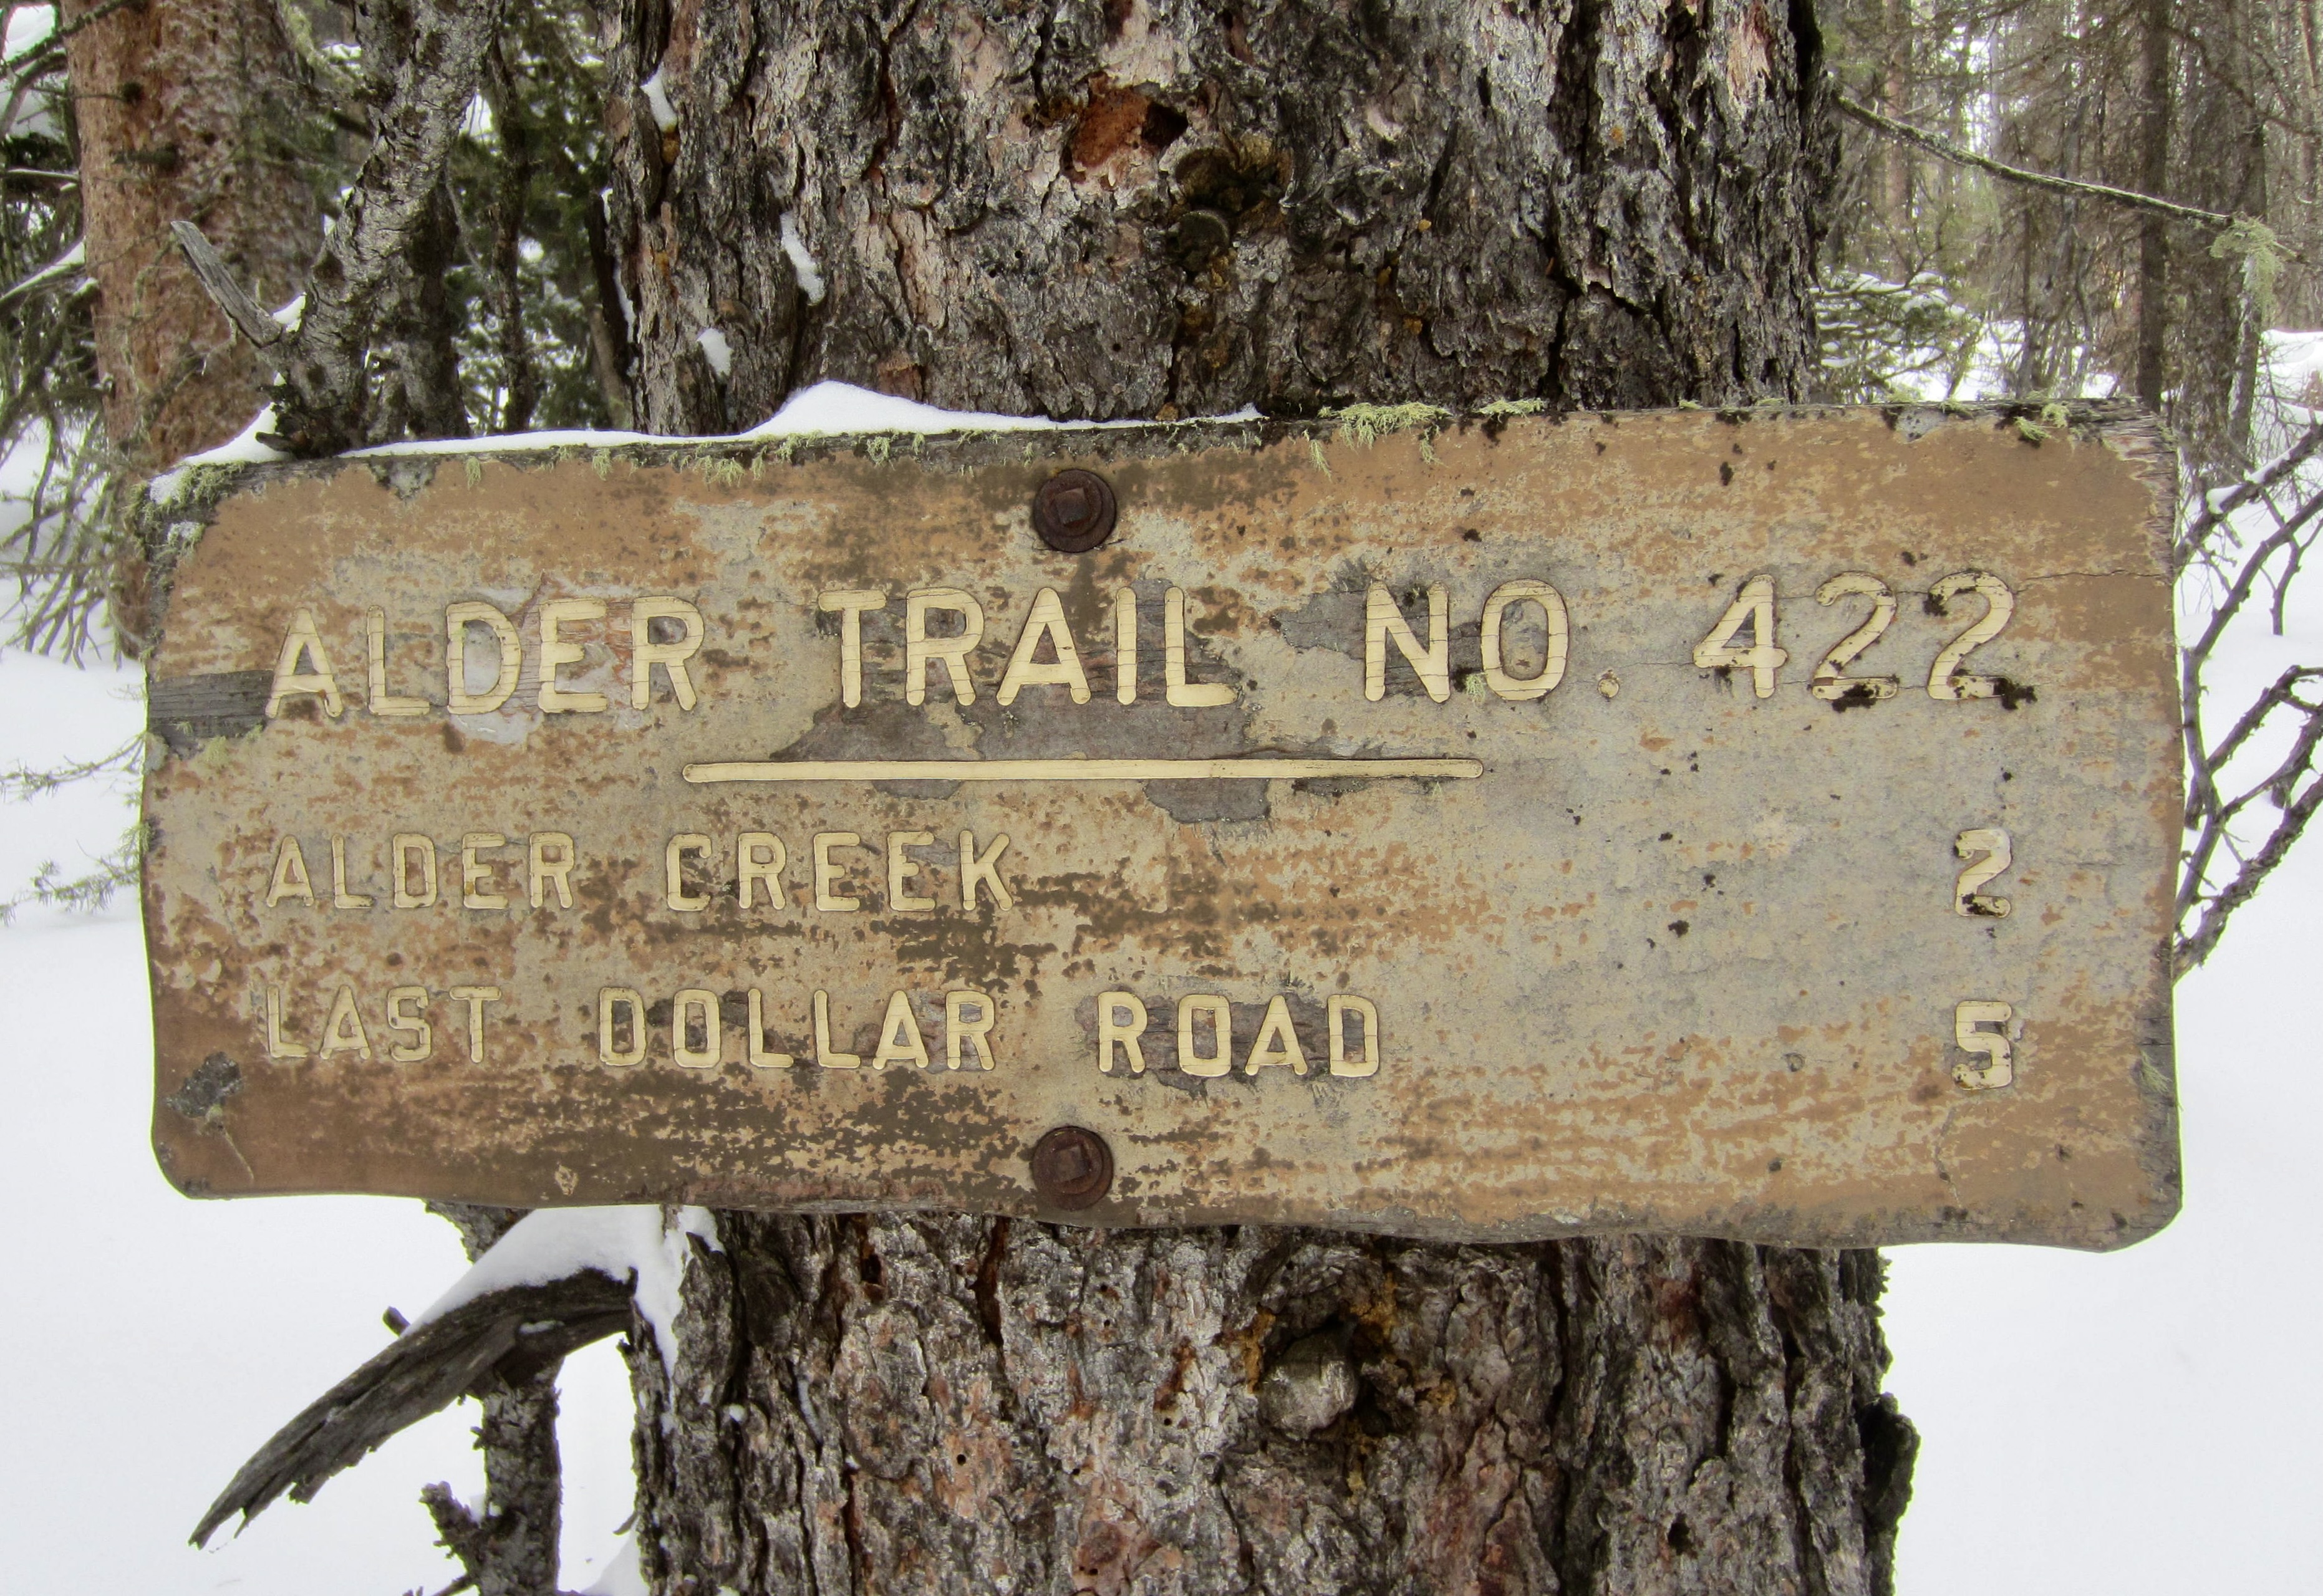 ALDER TRAIL NO. 422
ALDER CREEK 2
LAST DOLLAR ROAD 5